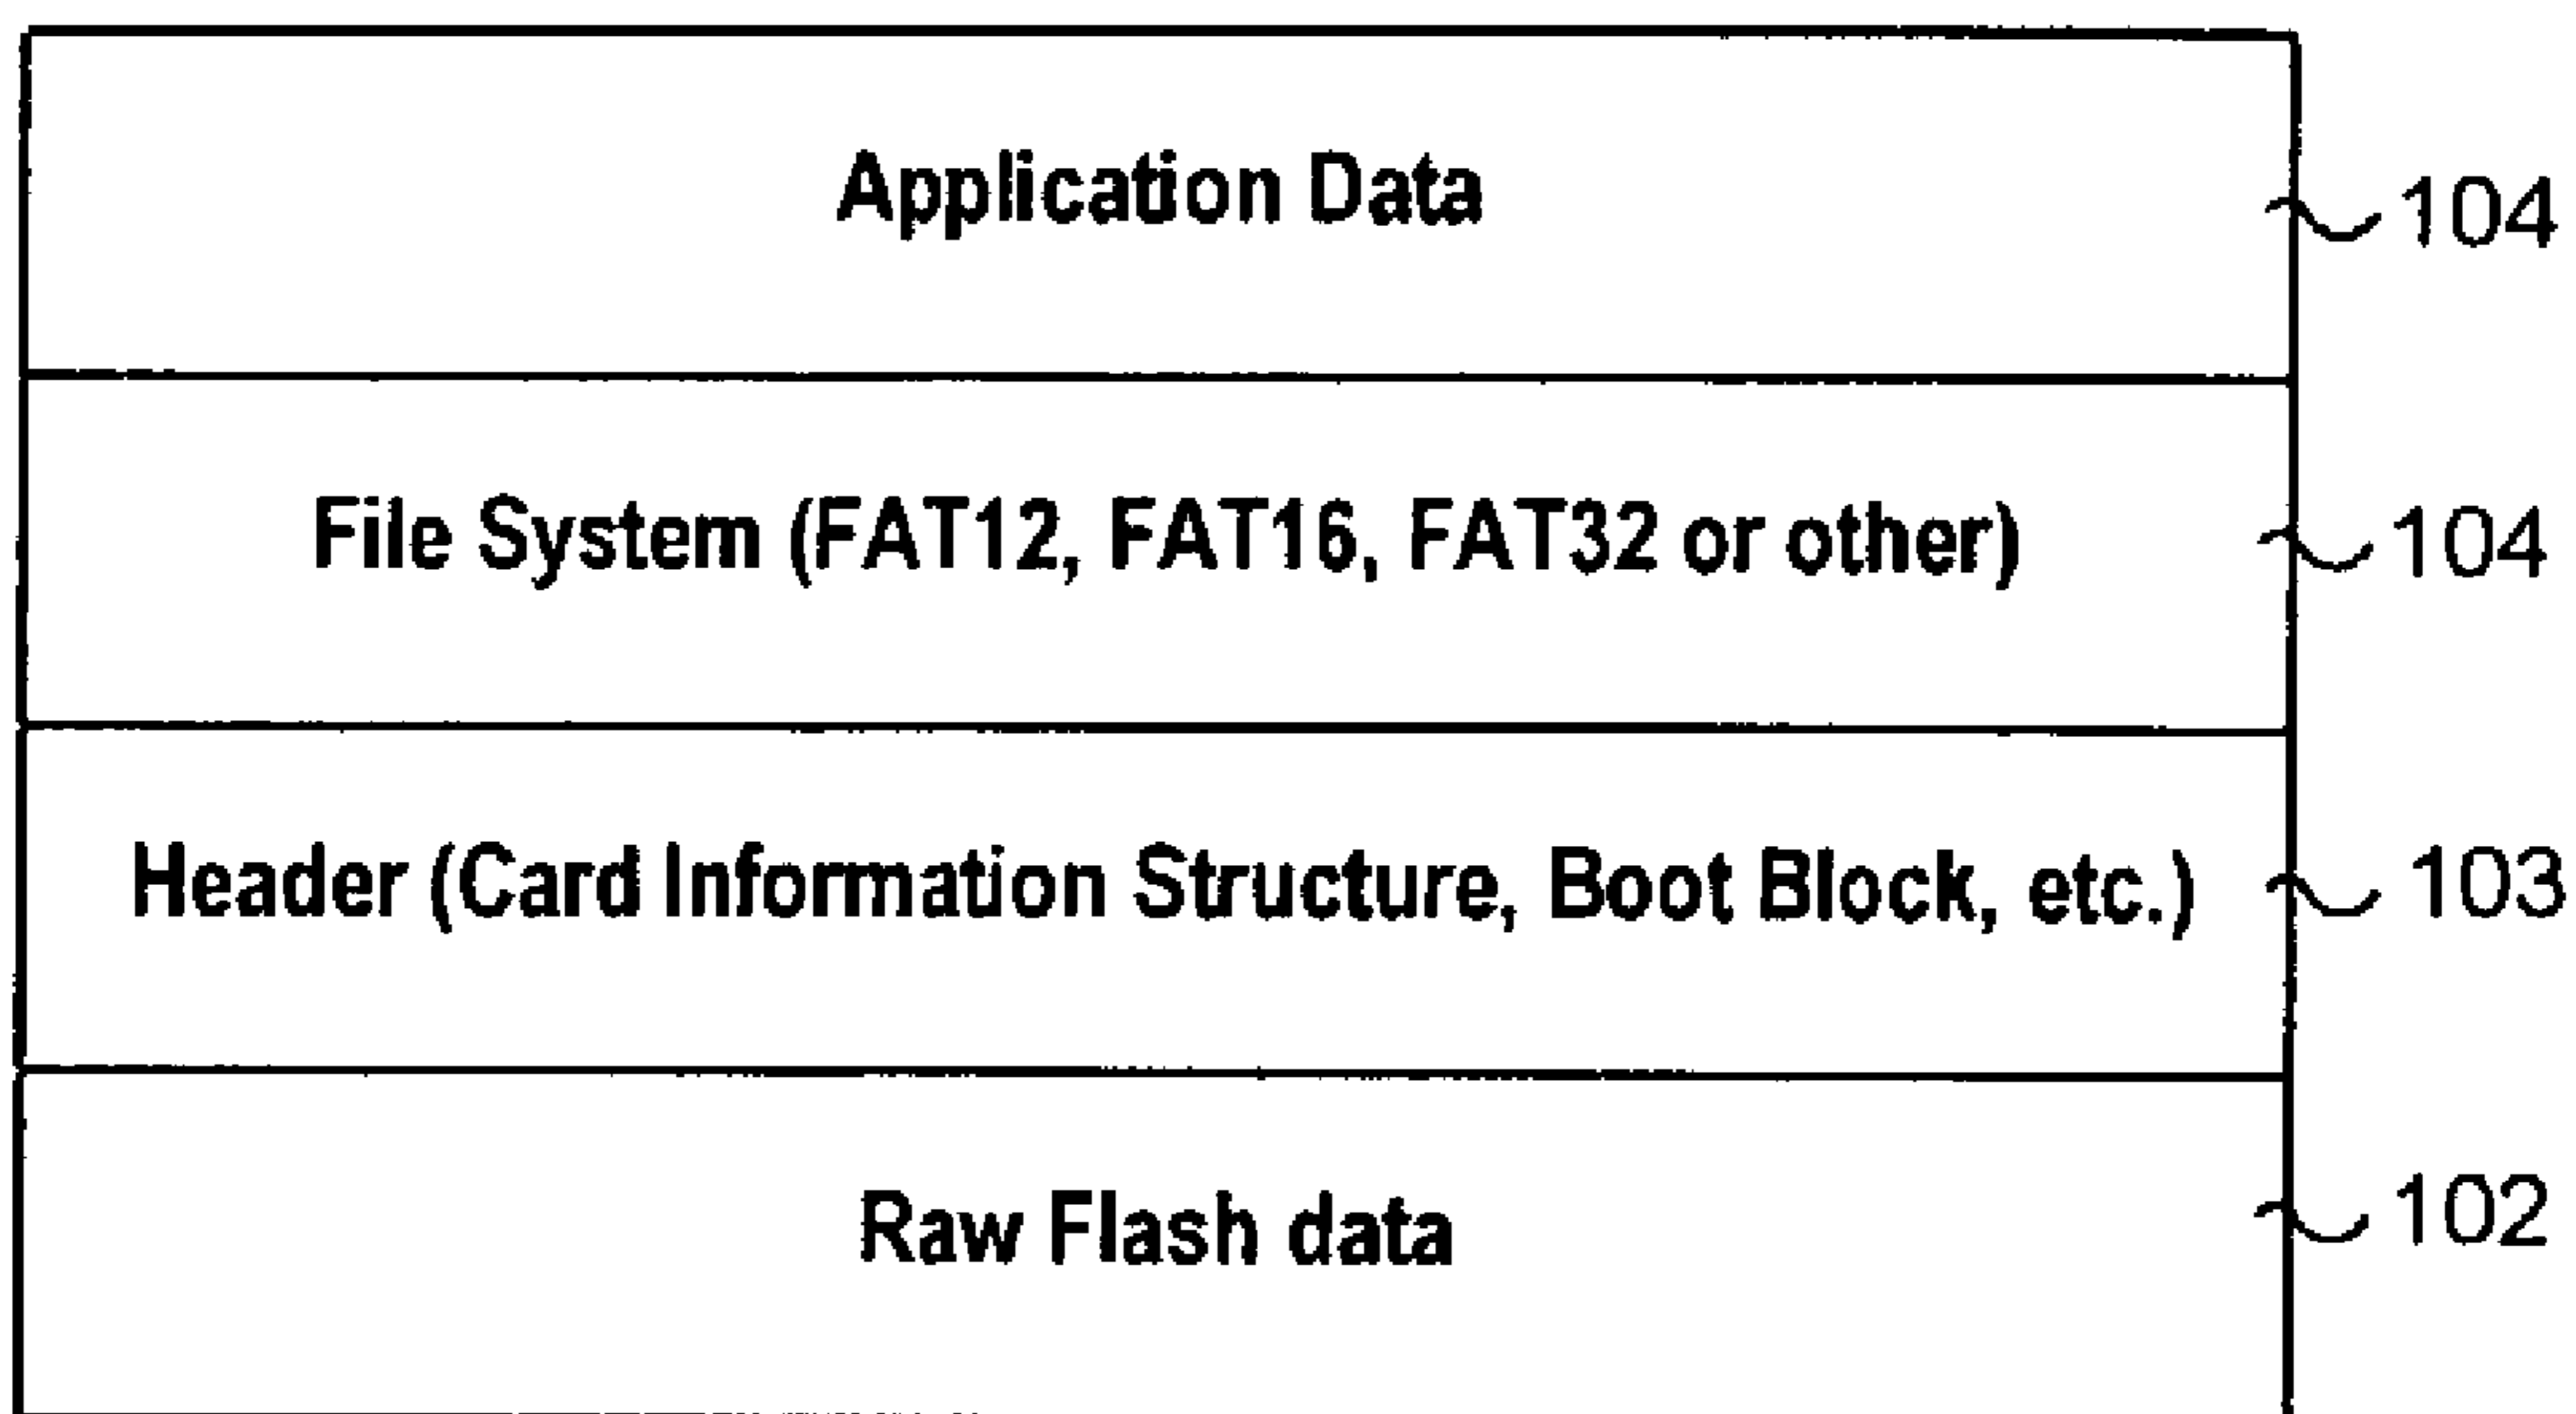 Application Data 104
File System (FAT12, FAT16, FAT32 or other) 104
Header (Card Information Structure, Boot Block, etc.) 103
Raw Flash data 102